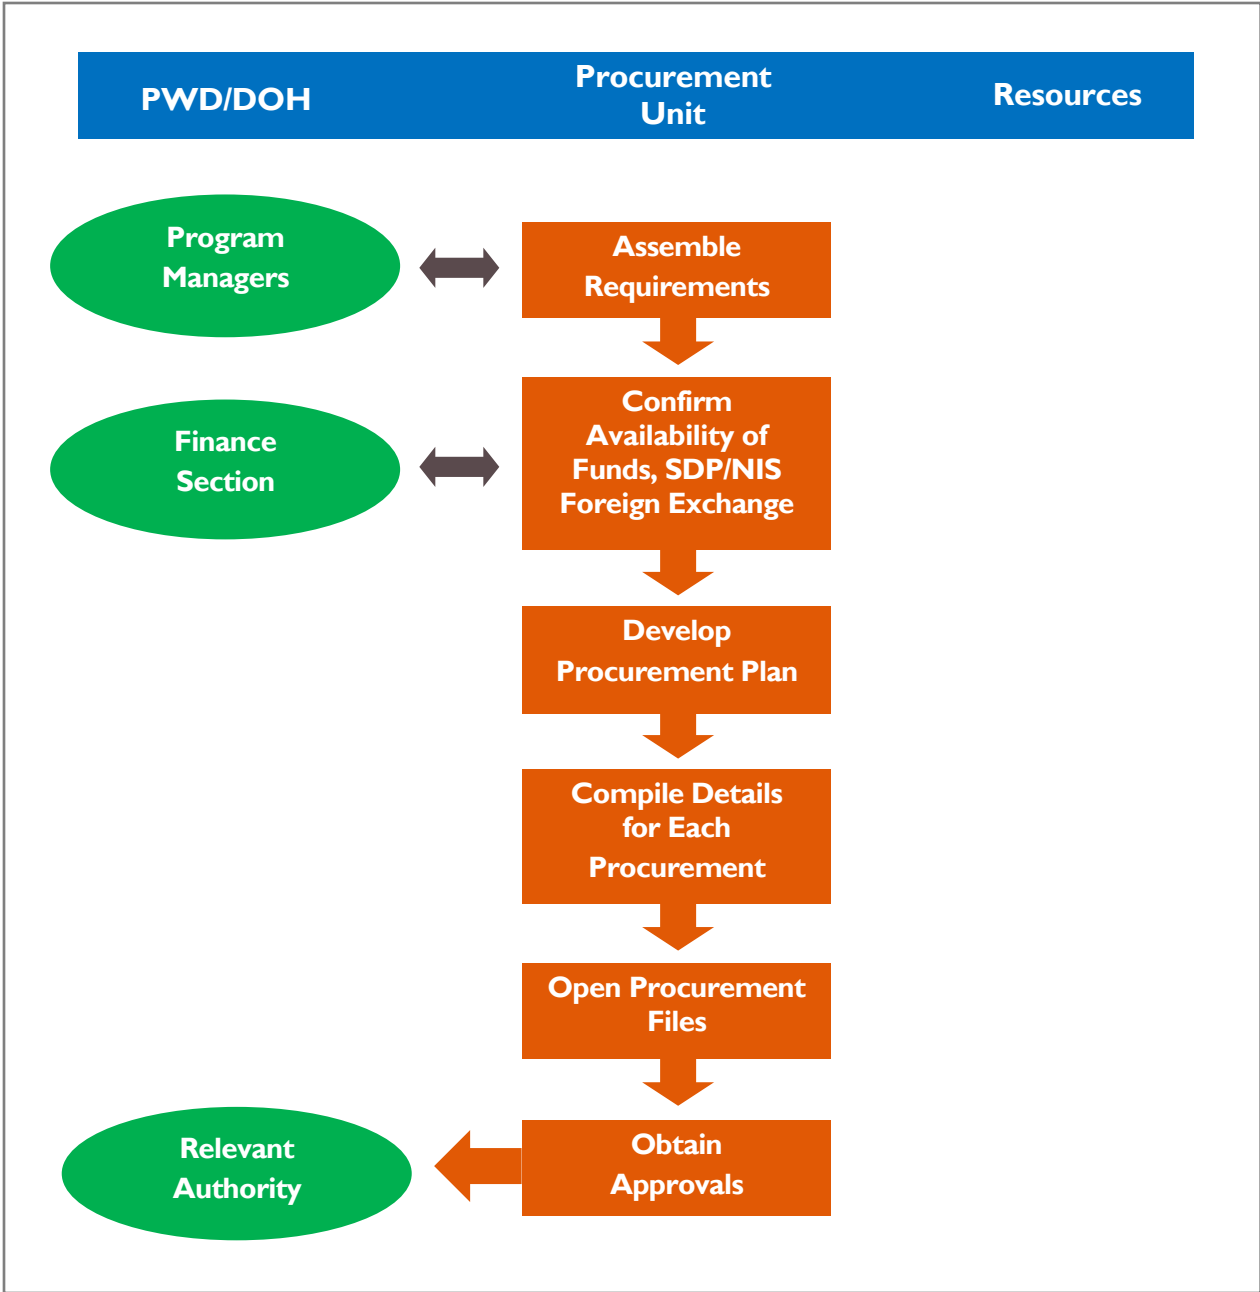 PWD/DOH
Procurement
Unit
Resources
Program
Managers
Assemble
Requirements
Finance
Section
Confirm
Availability of
Funds, SDP/NIS
Foreign Exchange
Develop
Procurement Plan
Compile Details
for Each
Procurement
Open Procurement
Files
Relevant
Authority
Obtain
Approvals